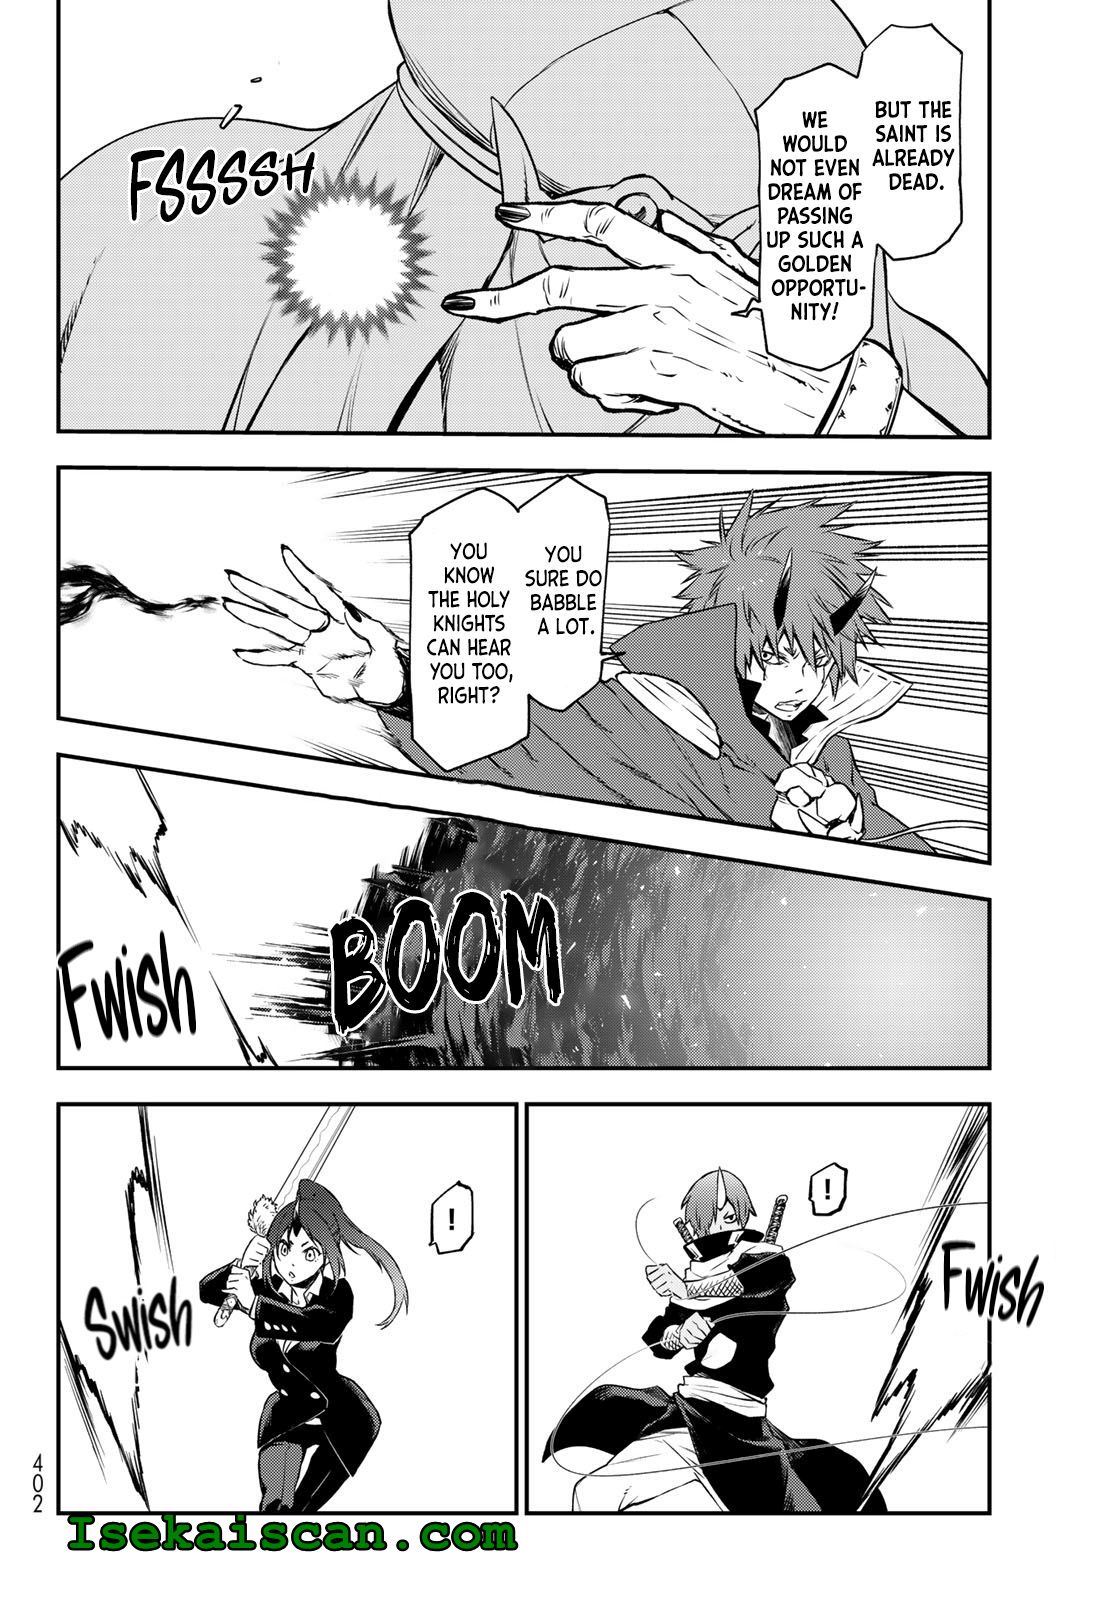 BUT THE
SAINT IS
ALREADY
DEAD.
WE
WOULD
NOT EVEN
DREAM OF
PASSING
UP SUCH A
GOLDEN
OPPORTU-
NITY!
FSSSSH
YOU
SURE DO
BABBLE
A LOT.
YOU
KNOW
THE HOLY
KNIGHTS
CAN HEAR
YOU TOO,
RIGHT?
BOOM
FWISH
!
FWISH
!
SWISH
402
Isekaiscan.com